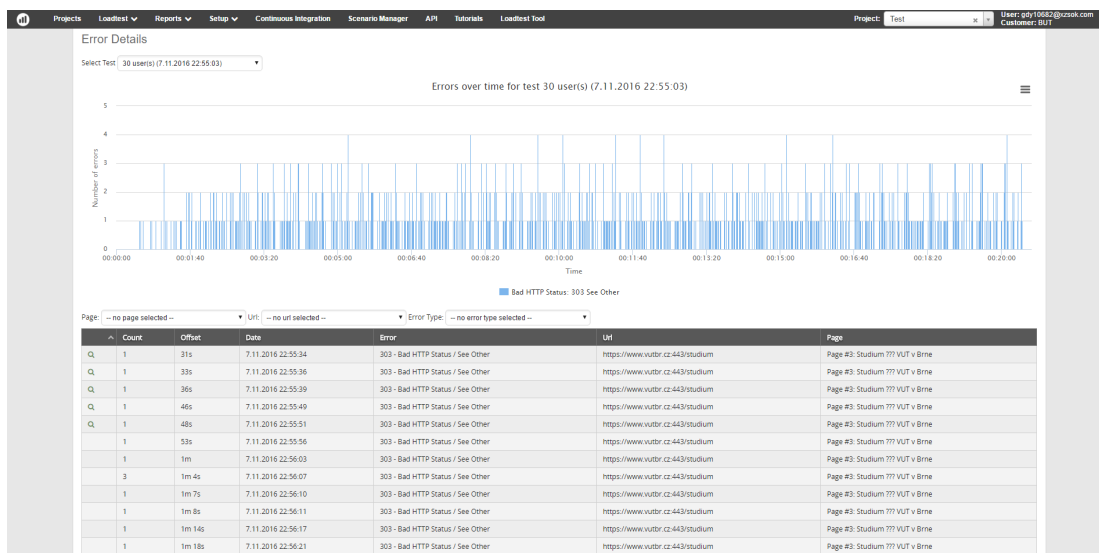 Projects Loadtest Reports Setup Continuous Integration Scenario Manager API Tutorials Loadtest Tool Project: Test × User: gdy10682@xzsok.com
Customer: BUT
Error Details
Select Test 30 user(s) (7.11.2016 22:55:03)
Errors over time for test 30 user(s) (7.11.2016 22:55:03)
5
4
3
2
1
0
Number of errors
00:00:00 00:01:40 00:03:20 00:05:00 00:06:40 00:08:20 00:10:00 00:11:40 00:13:20 00:15:00 00:16:40 00:18:20 00:20:00
Time
Bad HTTP Status: 303 See Other
Page: -- no page selected -- Url: -- no url selected -- Error Type: -- no error type selected --
Count Offset Date Error Url Page
1 31s 7.11.2016 22:55:34 303 - Bad HTTP Status / See Other https://www.vutbr.cz:443/studium Page #3: Studium ??? VUT v Brne
1 33s 7.11.2016 22:55:36 303 - Bad HTTP Status / See Other https://www.vutbr.cz:443/studium Page #3: Studium ??? VUT v Brne
1 36s 7.11.2016 22:55:39 303 - Bad HTTP Status / See Other https://www.vutbr.cz:443/studium Page #3: Studium ??? VUT v Brne
1 46s 7.11.2016 22:55:49 303 - Bad HTTP Status / See Other https://www.vutbr.cz:443/studium Page #3: Studium ??? VUT v Brne
1 48s 7.11.2016 22:55:51 303 - Bad HTTP Status / See Other https://www.vutbr.cz:443/studium Page #3: Studium ??? VUT v Brne
1 53s 7.11.2016 22:55:56 303 - Bad HTTP Status / See Other https://www.vutbr.cz:443/studium Page #3: Studium ??? VUT v Brne
1 1m 7.11.2016 22:56:03 303 - Bad HTTP Status / See Other https://www.vutbr.cz:443/studium Page #3: Studium ??? VUT v Brne
3 1m 4s 7.11.2016 22:56:07 303 - Bad HTTP Status / See Other https://www.vutbr.cz:443/studium Page #3: Studium ??? VUT v Brne
1 1m 7s 7.11.2016 22:56:10 303 - Bad HTTP Status / See Other https://www.vutbr.cz:443/studium Page #3: Studium ??? VUT v Brne
1 1m 8s 7.11.2016 22:56:11 303 - Bad HTTP Status / See Other https://www.vutbr.cz:443/studium Page #3: Studium ??? VUT v Brne
1 1m 14s 7.11.2016 22:56:17 303 - Bad HTTP Status / See Other https://www.vutbr.cz:443/studium Page #3: Studium ??? VUT v Brne
1 1m 18s 7.11.2016 22:56:21 303 - Bad HTTP Status / See Other https://www.vutbr.cz:443/studium Page #3: Studium ??? VUT v Brne